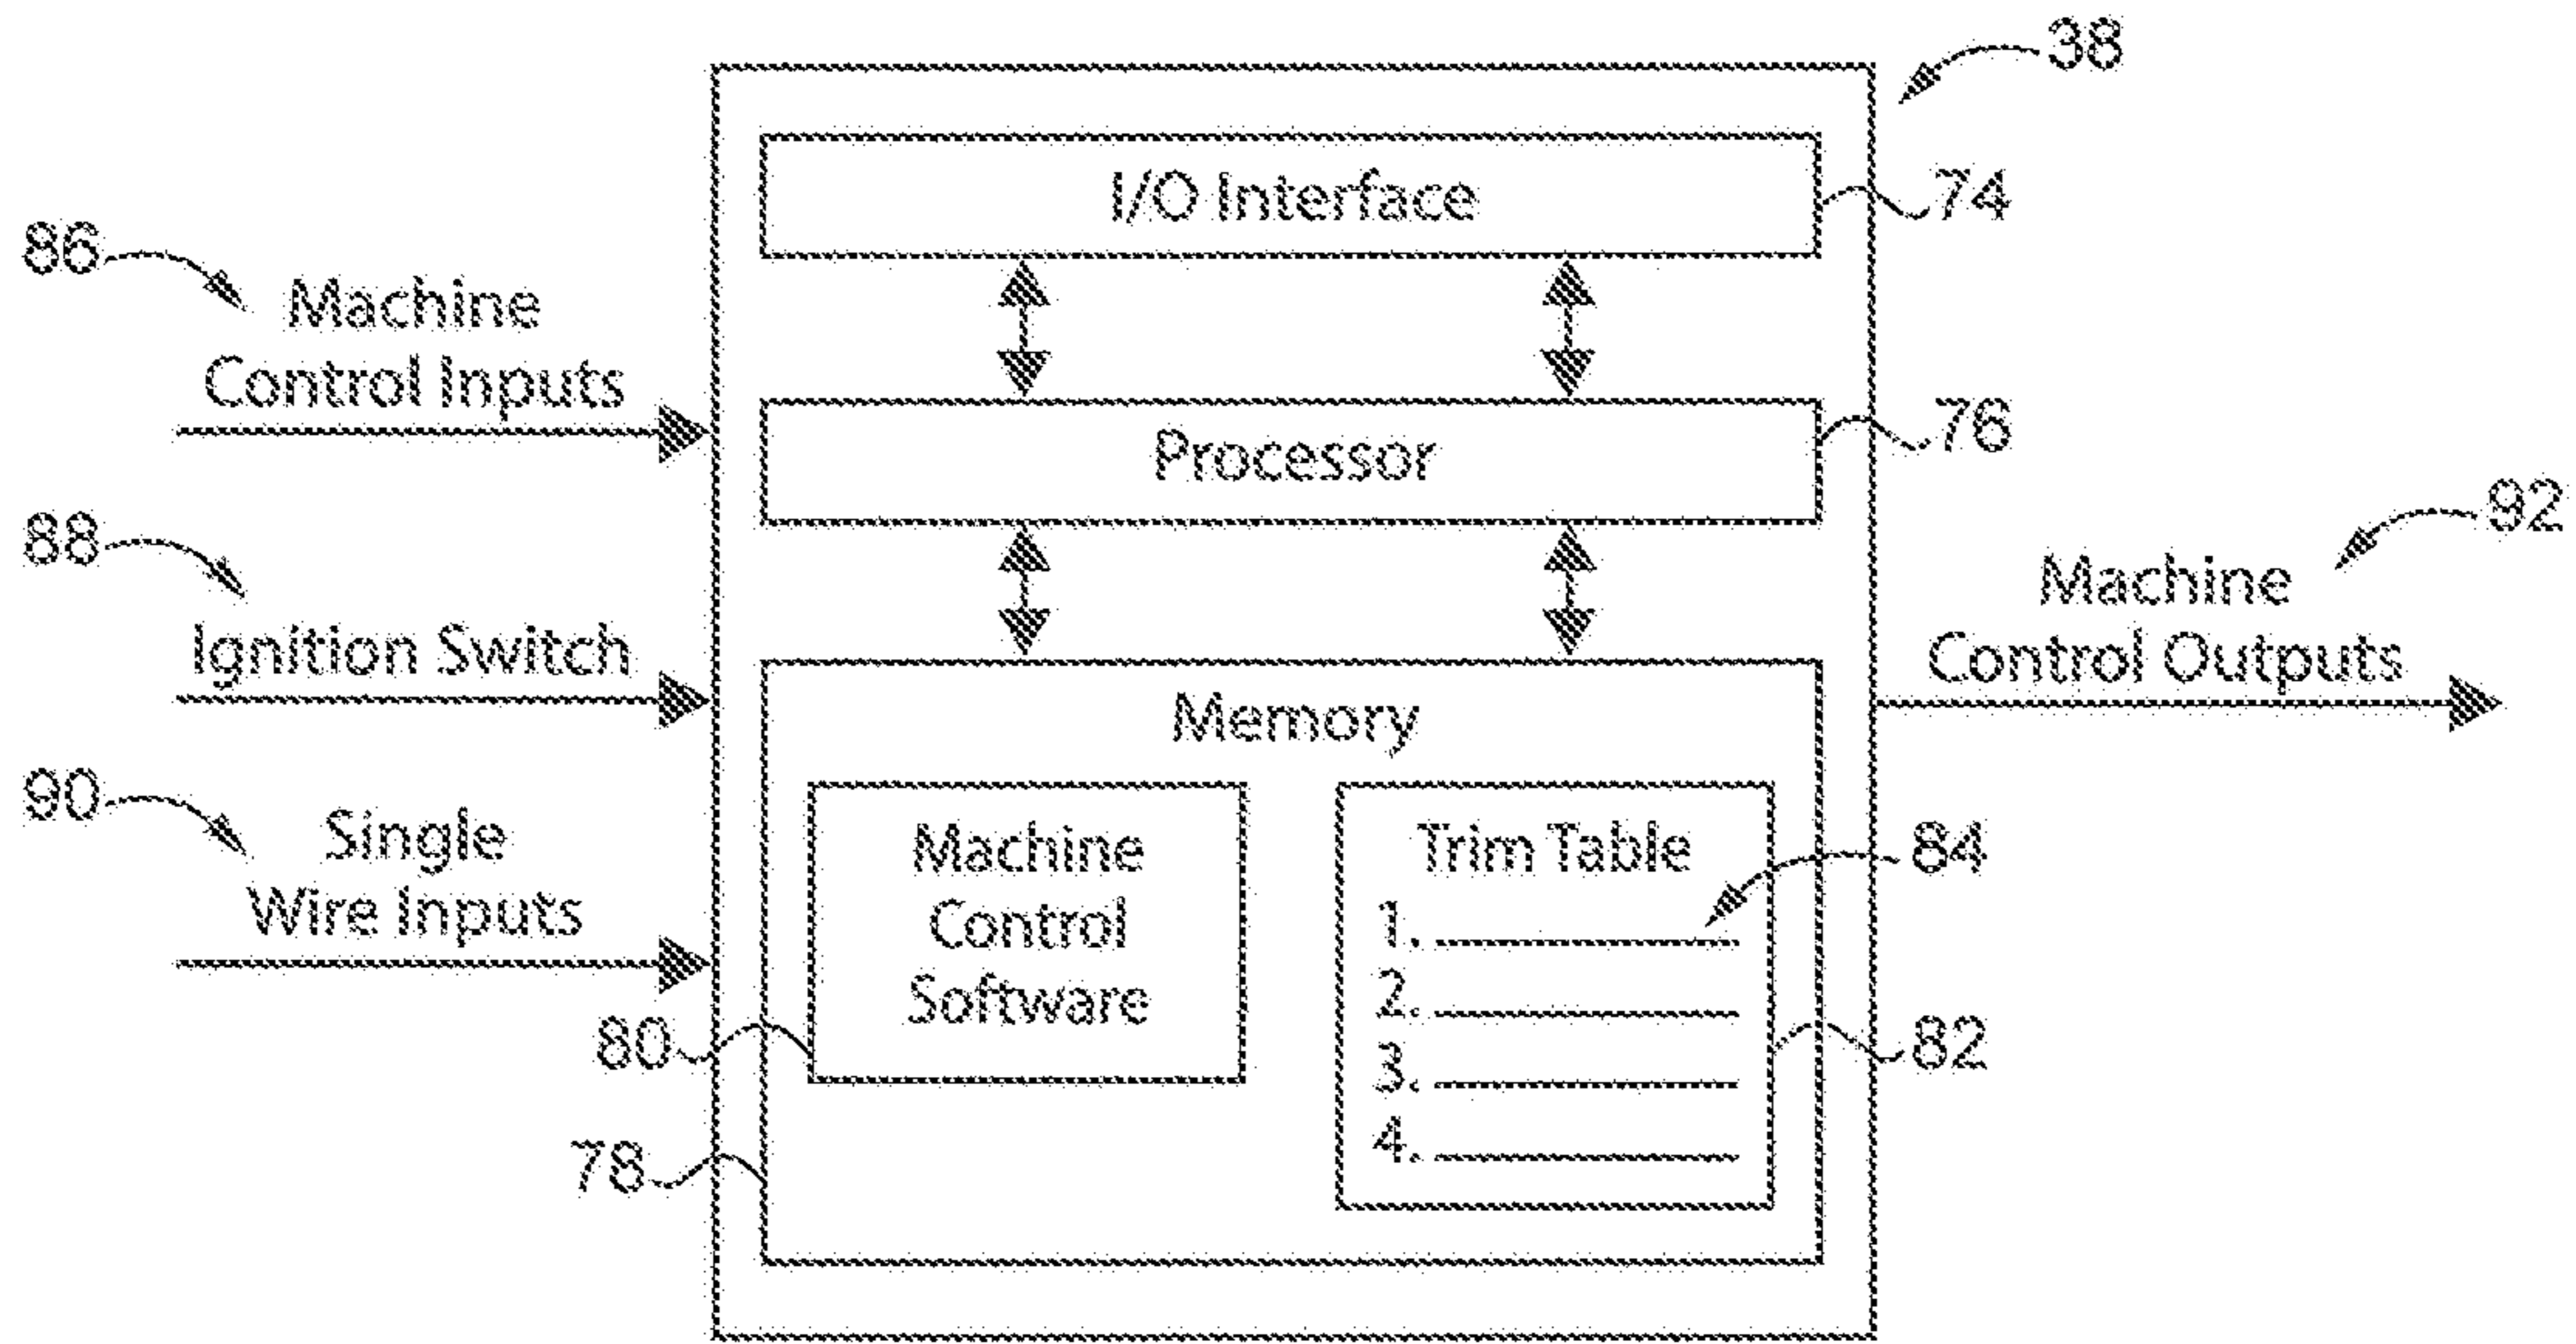 38
I/O Interface
74
86
Machine
Control Inputs
Processor
76
88
Ignition Switch
92
Machine
Control Outputs
Memory
90
Single
Wire Inputs
Machine
Control
Software
80
78
Trim Table
84
1.
2.
3.
4.
82